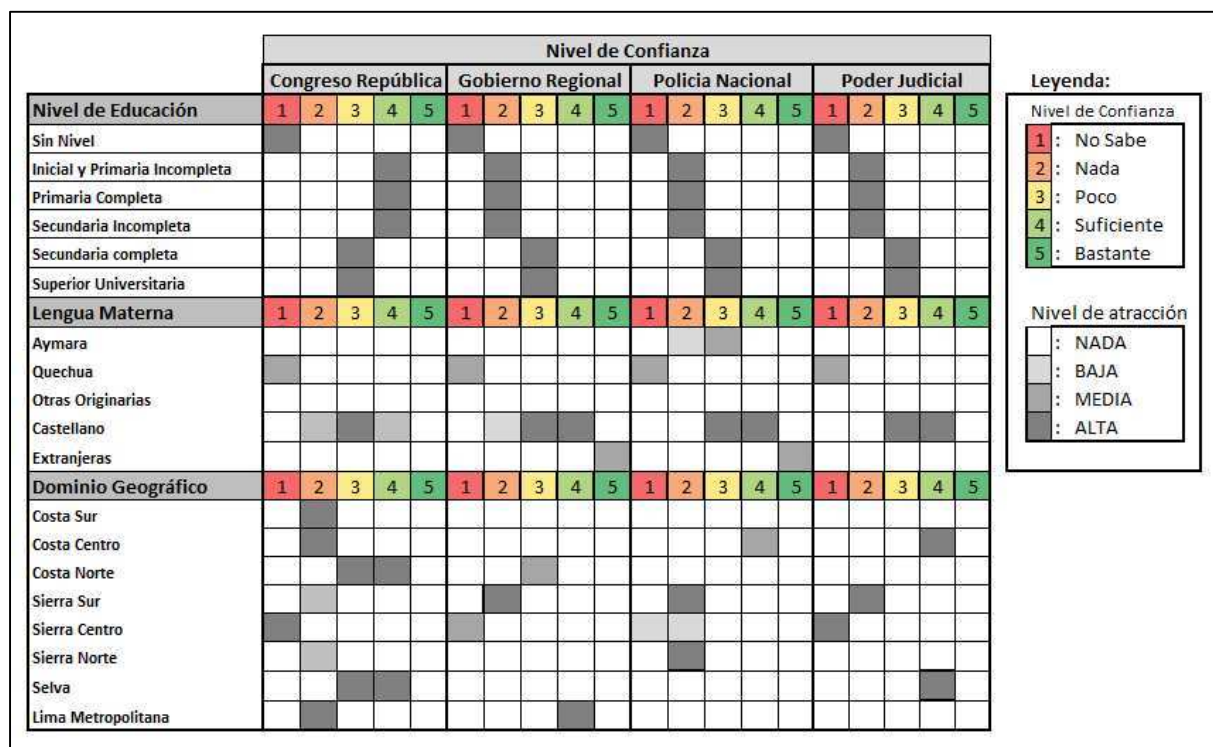 Nivel de Confianza
Congreso República Gobierno Regional Policia Nacional Poder Judicial
Nivel de Educación 1 2 3 4 5 1 2 3 4 5 1 2 3 4 5 1 2 3 4 5
Sin Nivel
Inicial y Primaria Incompleta
Primaria Completa
Secundaria Incompleta
Secundaria completa
Superior Universitaria
Lengua Materna 1 2 3 4 5 1 2 3 4 5 1 2 3 4 5 1 2 3 4 5
Aymara
Quechua
Otras Originarias
Castellano
Extranjeras
Dominio Geográfico 1 2 3 4 5 1 2 3 4 5 1 2 3 4 5 1 2 3 4 5
Costa Sur
Costa Centro
Costa Norte
Sierra Sur
Sierra Centro
Sierra Norte
Selva
Lima Metropolitana
Leyenda:
Nivel de Confianza
1 : No Sabe
2 : Nada
3 : Poco
4 : Suficiente
5 : Bastante
Nivel de atracción
: NADA
: BAJA
: MEDIA
: ALTA